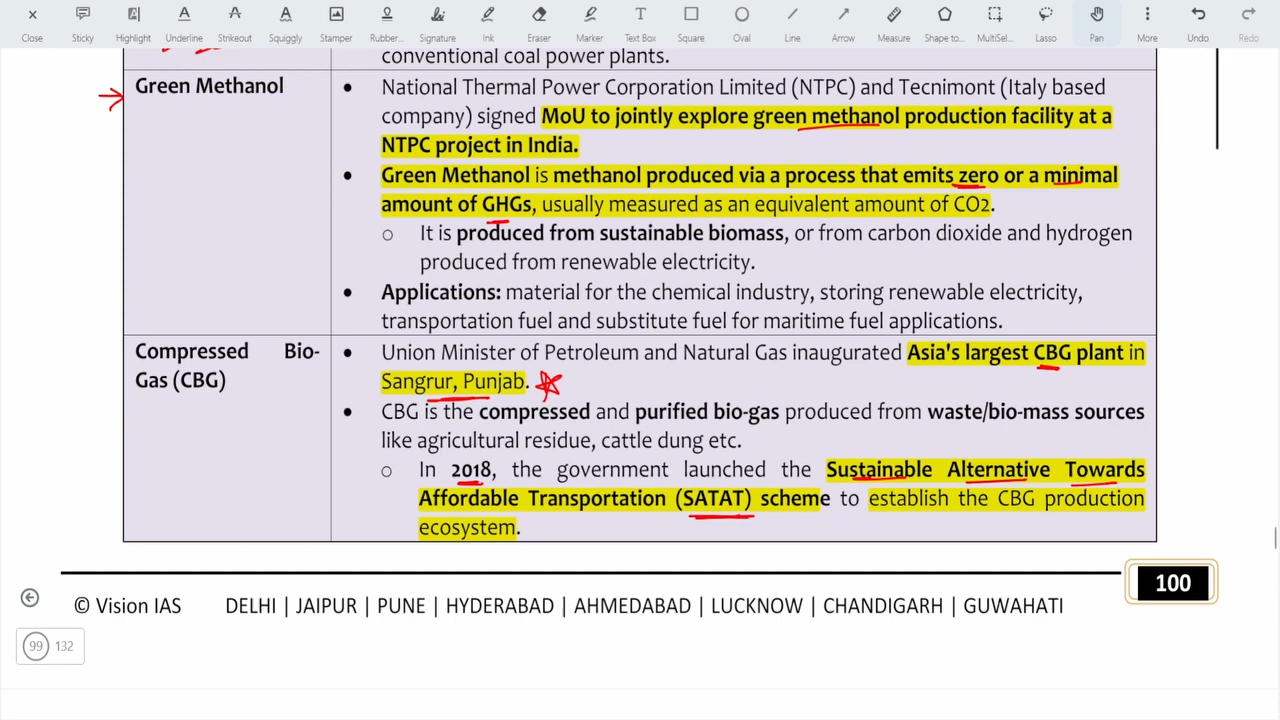 Close Sticky Highlight Underline Strikeout Squiggly Stamper Rubber... Signature Ink Eraser Marker Text Box Square Oval Line Arrow Measure Shape to... MultiSel... Lasso Pan More Undo Redo
conventional coal power plants.
Green Methanol
• National Thermal Power Corporation Limited (NTPC) and Tecnimont (Italy based
company) signed MoU to jointly explore green methanol production facility at a
NTPC project in India.
• Green Methanol is methanol produced via a process that emits zero or a minimal
amount of GHGs, usually measured as an equivalent amount of CO2.
o It is produced from sustainable biomass, or from carbon dioxide and hydrogen
produced from renewable electricity.
• Applications: material for the chemical industry, storing renewable electricity,
transportation fuel and substitute fuel for maritime fuel applications.
Compressed Bio-
Gas (CBG)
• Union Minister of Petroleum and Natural Gas inaugurated Asia's largest CBG plant in
Sangrur, Punjab.
• CBG is the compressed and purified bio-gas produced from waste/bio-mass sources
like agricultural residue, cattle dung etc.
o In 2018, the government launched the Sustainable Alternative Towards
Affordable Transportation (SATAT) scheme to establish the CBG production
ecosystem.
100
© Vision IAS DELHI | JAIPUR | PUNE | HYDERABAD | AHMEDABAD | LUCKNOW | CHANDIGARH | GUWAHATI
99 132